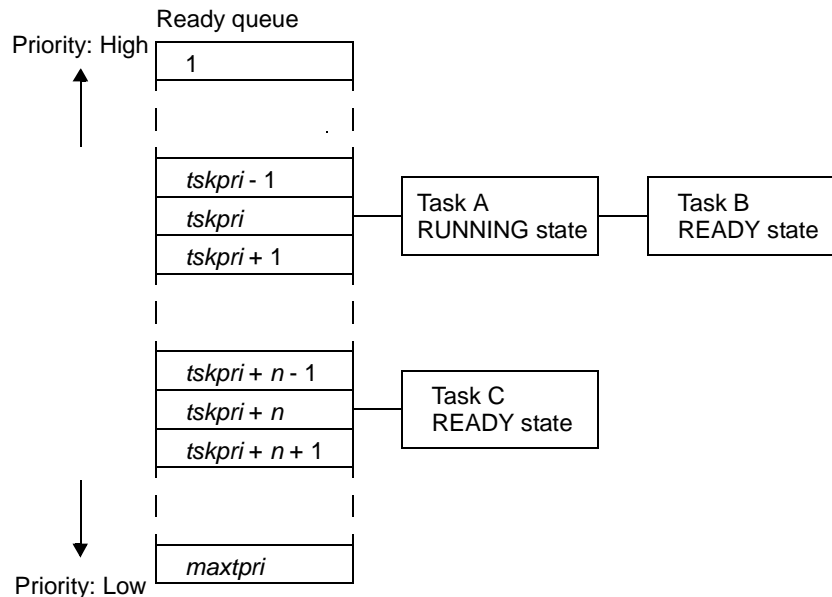 Ready queue
Priority: High
1
tskpri - 1
tskpri
tskpri + 1
Task A
RUNNING state
Task B
READY state
tskpri + n - 1
tskpri + n
tskpri + n + 1
Task C
READY state
maxtpri
Priority: Low